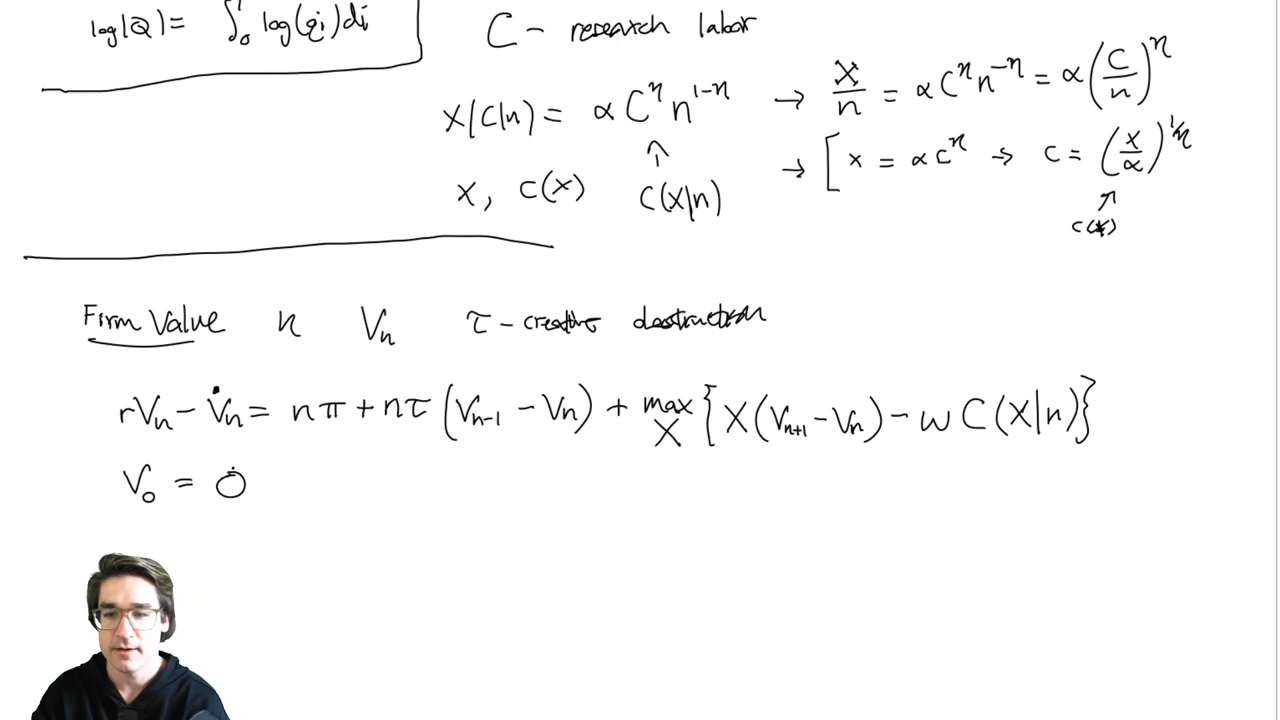 log(Q) = ∫₀¹ log(qi) di
C - research labor
X(C|n) = α C^η n^{1-η} → X/n = α C^η n^{-η} = α (C/n)^η
→ [ x = α c^η → c = (x/α)^{1/η}
x, c(x) ↑ C(X|n)
↑ c(x)
Firm Value n Vn τ - creative destruction
rVn - V̇n = nπ + nτ (Vn-1 - Vn) + max X { X (Vn+1 - Vn) - w C (X|n) }
V0 = 0